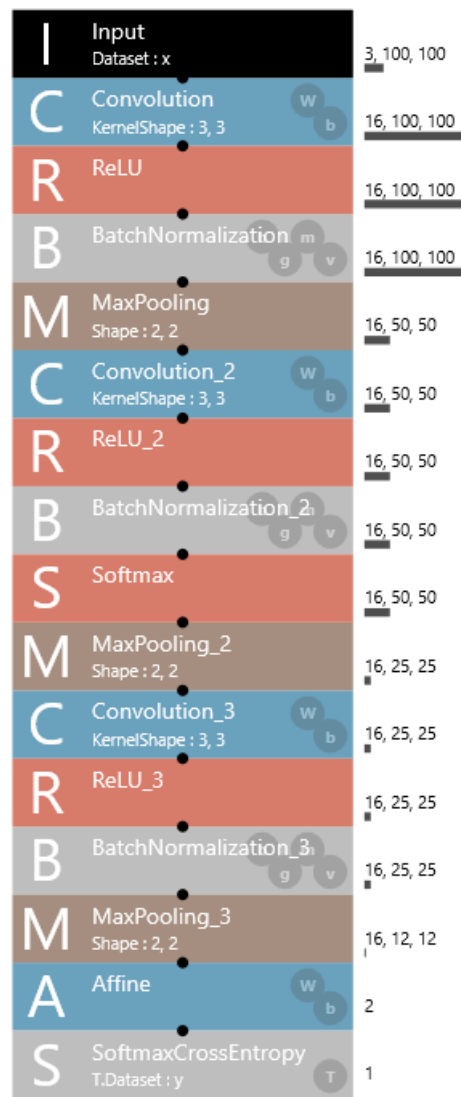 I
Input
Dataset : x
3, 100, 100
C
Convolution
KernelShape : 3, 3
W
b
16, 100, 100
R
ReLU
16, 100, 100
B
BatchNormalization
m
g
v
16, 100, 100
M
MaxPooling
Shape : 2, 2
16, 50, 50
C
Convolution_2
KernelShape : 3, 3
W
b
16, 50, 50
R
ReLU_2
16, 50, 50
B
BatchNormalization_2
g
v
16, 50, 50
S
Softmax
16, 50, 50
M
MaxPooling_2
Shape : 2, 2
16, 25, 25
C
Convolution_3
KernelShape : 3, 3
W
b
16, 25, 25
R
ReLU_3
16, 25, 25
B
BatchNormalization_3
g
v
16, 25, 25
M
MaxPooling_3
Shape : 2, 2
16, 12, 12
A
Affine
W
b
2
S
SoftmaxCrossEntropy
T.Dataset : y
T
1